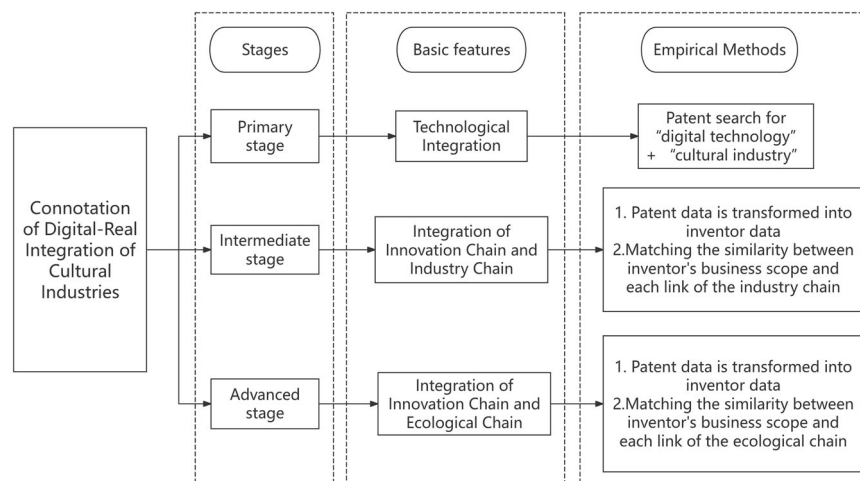 Stages
Basic features
Empirical Methods
Connotation
of Digital-Real
Integration of
Cultural
Industries
Primary
stage
Technological
Integration
Patent search for
“digital technology”
+ “cultural industry”
Intermediate
stage
Integration of
Innovation Chain and
Industry Chain
1. Patent data is transformed into
inventor data
2.Matching the similarity between
inventor's business scope and
each link of the industry chain
Advanced
stage
Integration of
Innovation Chain and
Ecological Chain
1. Patent data is transformed into
inventor data
2.Matching the similarity between
inventor's business scope and
each link of the ecological chain